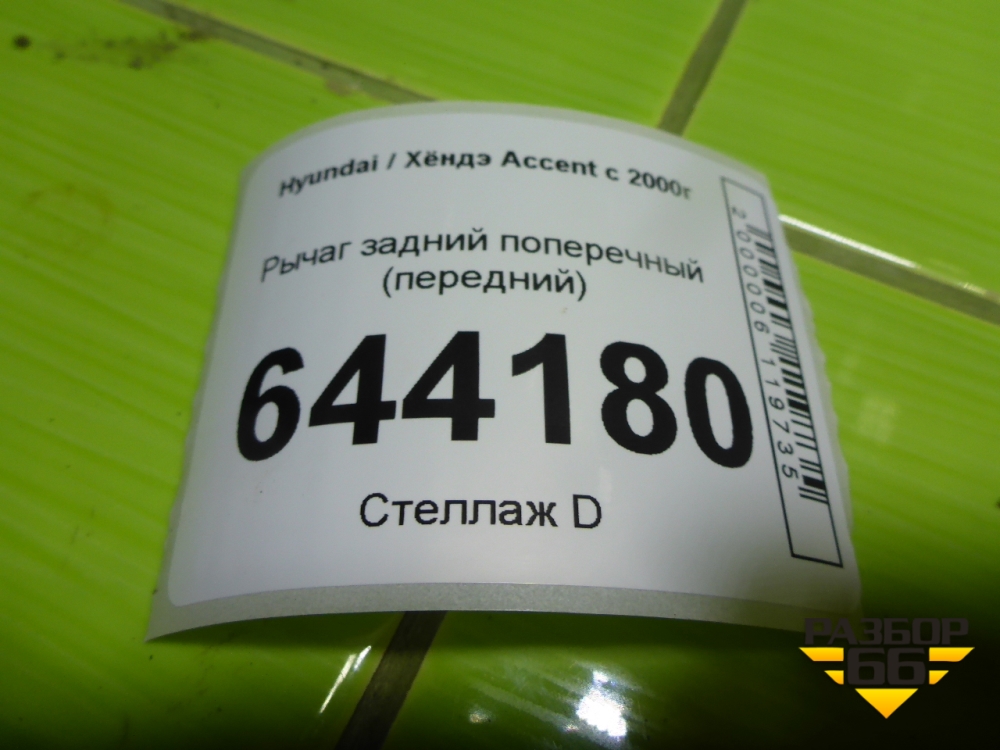 Hyundai / Хёндэ Accent с 2000г
Рычаг задний поперечный
(передний)
644180
Стеллаж D
2000006119735
РАЗБОР
66